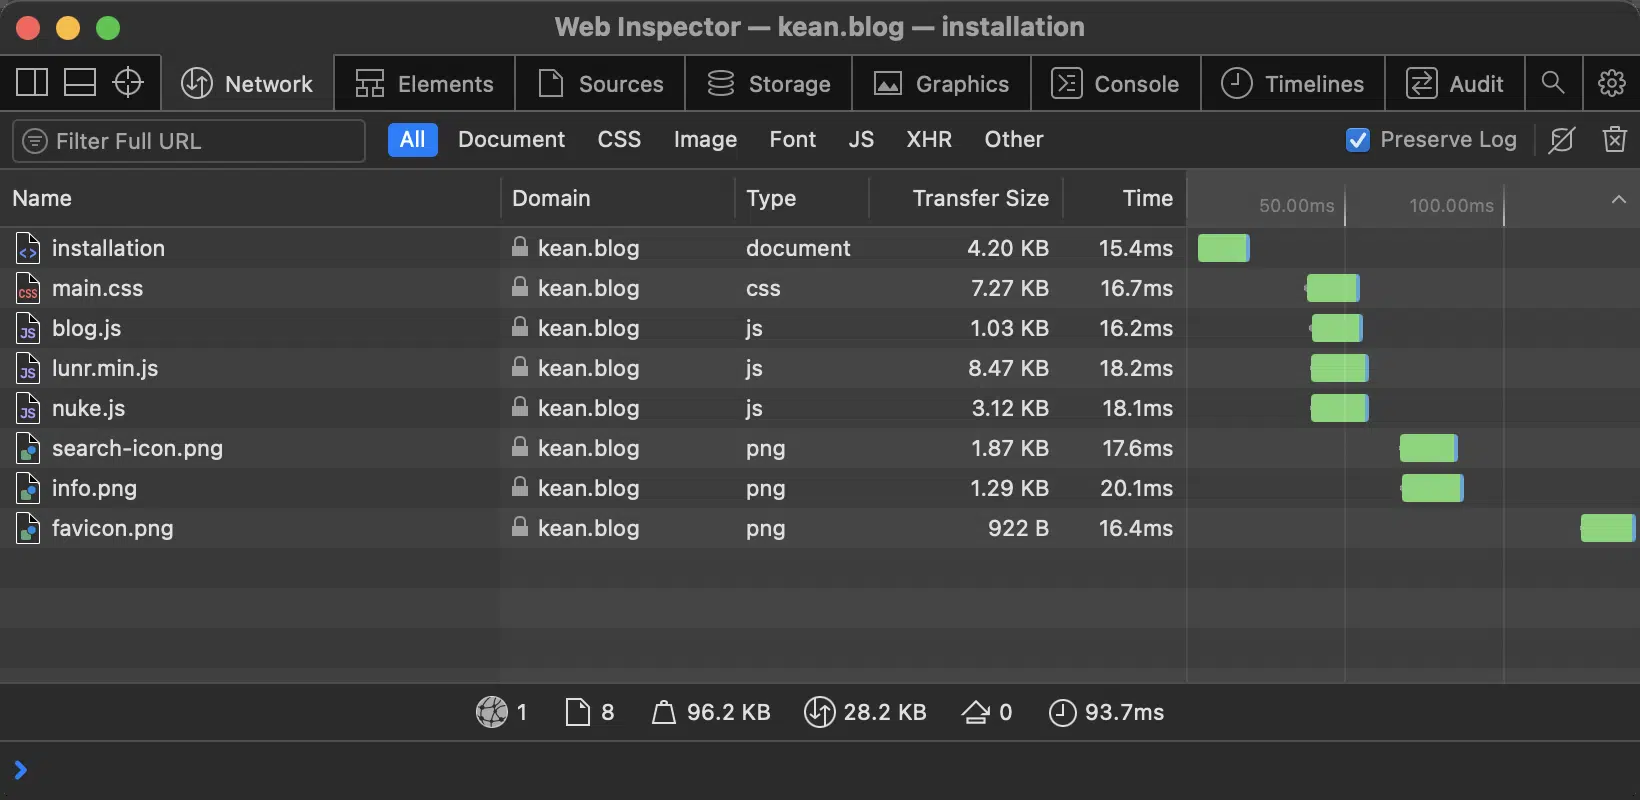 Web Inspector — kean.blog — installation
Network Elements Sources Storage Graphics Console Timelines Audit
Filter Full URL All Document CSS Image Font JS XHR Other Preserve Log
Name Domain Type Transfer Size Time 50.00ms 100.00ms
installation kean.blog document 4.20 KB 15.4ms
main.css kean.blog css 7.27 KB 16.7ms
blog.js kean.blog js 1.03 KB 16.2ms
lunr.min.js kean.blog js 8.47 KB 18.2ms
nuke.js kean.blog js 3.12 KB 18.1ms
search-icon.png kean.blog png 1.87 KB 17.6ms
info.png kean.blog png 1.29 KB 20.1ms
favicon.png kean.blog png 922 B 16.4ms
1 8 96.2 KB 28.2 KB 0 93.7ms